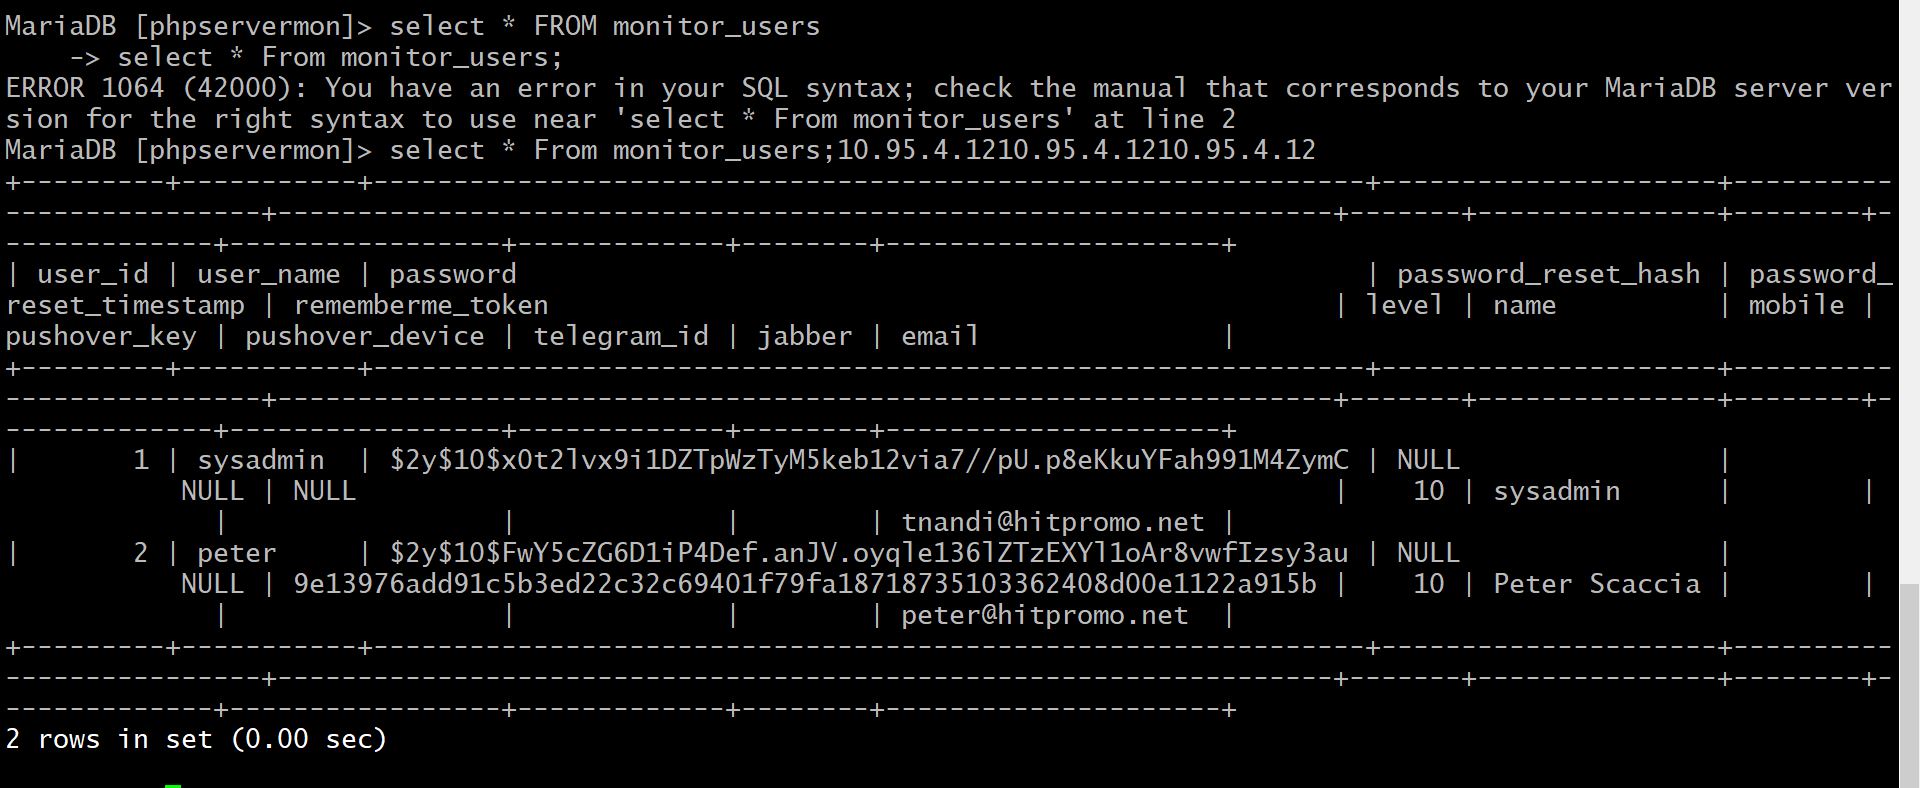 MariaDB [phpservermon]> select * FROM monitor_users
    -> select * From monitor_users;
ERROR 1064 (42000): You have an error in your SQL syntax; check the manual that corresponds to your MariaDB server ver
sion for the right syntax to use near 'select * From monitor_users' at line 2
MariaDB [phpservermon]> select * From monitor_users;10.95.4.1210.95.4.1210.95.4.12
+---------+-----------+--------------------------------------------------------------+---------------------+----------
----------------+------------------------------------------------------------------+-------+---------------+--------+-
-------------+-----------------+-------------+--------+---------------------+
| user_id | user_name | password                                                     | password_reset_hash | password_
reset_timestamp | rememberme_token                                                 | level | name          | mobile |
pushover_key | pushover_device | telegram_id | jabber | email               |
+---------+-----------+--------------------------------------------------------------+---------------------+----------
----------------+------------------------------------------------------------------+-------+---------------+--------+-
-------------+-----------------+-------------+--------+---------------------+
|       1 | sysadmin  | $2y$10$x0t2lvx9i1DZTpWzTyM5keb12via7//pU.p8eKkuYFah991M4ZymC | NULL                |
           NULL | NULL                                                             |    10 | sysadmin      |        |
             |                 |             |        | tnandi@hitpromo.net |
|       2 | peter     | $2y$10$FwY5cZG6D1iP4Def.anJV.oyqle136lZTzEXYl1oAr8vwfIzsy3au | NULL                |
           NULL | 9e13976add91c5b3ed22c32c69401f79fa18718735103362408d00e1122a915b |    10 | Peter Scaccia |        |
             |                 |             |        | peter@hitpromo.net  |
+---------+-----------+--------------------------------------------------------------+---------------------+----------
----------------+------------------------------------------------------------------+-------+---------------+--------+-
-------------+-----------------+-------------+--------+---------------------+
2 rows in set (0.00 sec)